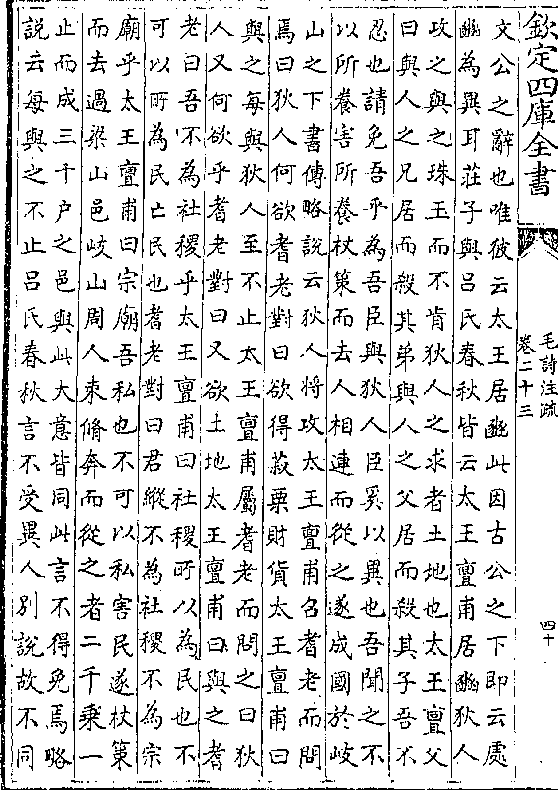 欽定四庫全書
毛詩注疏
卷二十三
四十
文公之辭也唯彼云太王居豳此因古公之下即云處
豳為異耳莊子與呂氏春秋皆云太王亶甫居豳狄人
攻之與之珠玉而不肯狄人之求者土地也太王亶父
曰與人之兄居而殺其弟與人之父居而殺其子吾不
忍也請免吾乎為吾臣與狄人臣奚以異也吾聞之不
以所養害所養杖策而去人相連而從之遂成國於岐
山之下書傳略說云狄人將攻太王亶甫召耆老而問
焉曰狄人何欲耆老對曰欲得菽粟財貨太王亶甫曰
與之每與狄人至不止太王亶甫屬耆老而問之曰狄
人又何欲乎耆老對曰又欲土地太王亶甫曰與之耆
老曰吾不為社稷乎太王亶甫曰社稷所以為民也不
可以所為民亡民也耆老對曰君縱不為社稷不為宗
廟乎太王亶甫曰宗廟吾私也不可以私害民遂杖策
而去過梁山邑岐山周人束脩奔而從之者二千乘一
止而成三千戶之邑與此大意皆同此言不得免焉略
說云每與之不止呂氏春秋言不受異人別說故不同